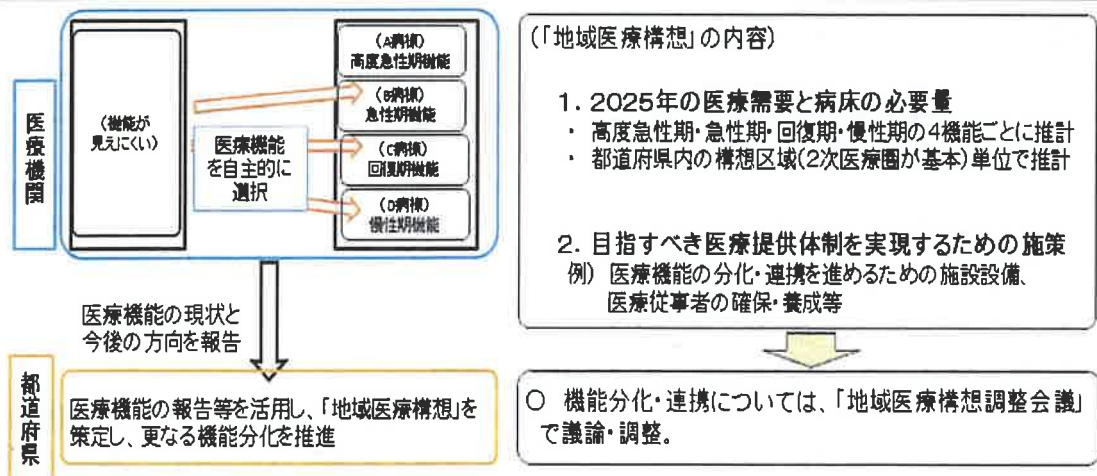 医療機関
(機能が
見えにくい)
医療機能
を自主的に
選択
(A病棟)
高度急性期機能
(B病棟)
急性期機能
(C病棟)
回復期機能
(D病棟)
慢性期機能
医療機能の現状と
今後の方向を報告
都道府県
医療機能の報告等を活用し、「地域医療構想」を
策定し、更なる機能分化を推進
(「地域医療構想」の内容)
1. 2025年の医療需要と病床の必要量
・ 高度急性期・急性期・回復期・慢性期の4機能ごとに推計
・ 都道府県内の構想区域(2次医療圏が基本)単位で推計
2. 目指すべき医療提供体制を実現するための施策
例) 医療機能の分化・連携を進めるための施設設備、
医療従事者の確保・養成等
○ 機能分化・連携については、「地域医療構想調整会議」
で議論・調整。